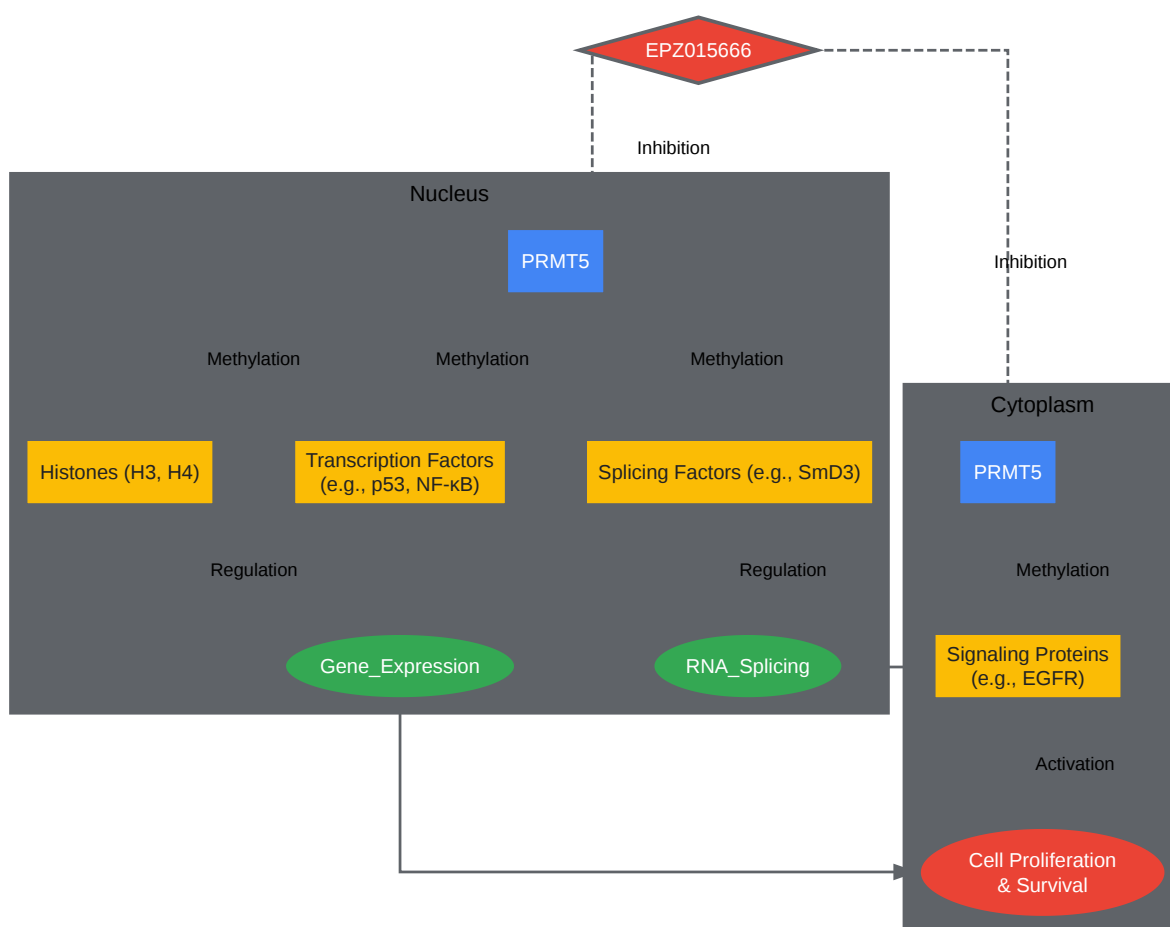 EPZ015666
Inhibition
Nucleus
PRMT5
Inhibition
Methylation
Methylation
Methylation
Cytoplasm
Histones (H3, H4)
Transcription Factors
(e.g., p53, NF-κB)
Splicing Factors (e.g., SmD3)
PRMT5
Regulation
Regulation
Methylation
Gene_Expression
RNA_Splicing
Signaling Proteins
(e.g., EGFR)
Activation
Cell Proliferation
& Survival